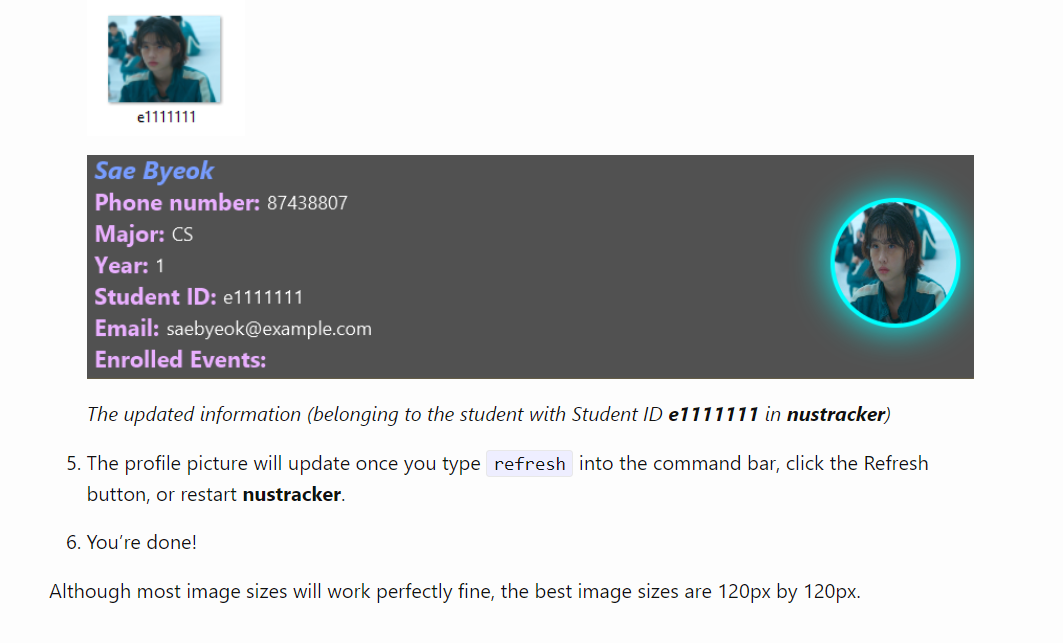 e1111111
Sae Byeok
Phone number: 87438807
Major: CS
Year: 1
Student ID: e1111111
Email: saebyeok@example.com
Enrolled Events:
The updated information (belonging to the student with Student ID e1111111 in nustracker)
5. The profile picture will update once you type refresh into the command bar, click the Refresh
button, or restart nustracker.
6. You’re done!
Although most image sizes will work perfectly fine, the best image sizes are 120px by 120px.